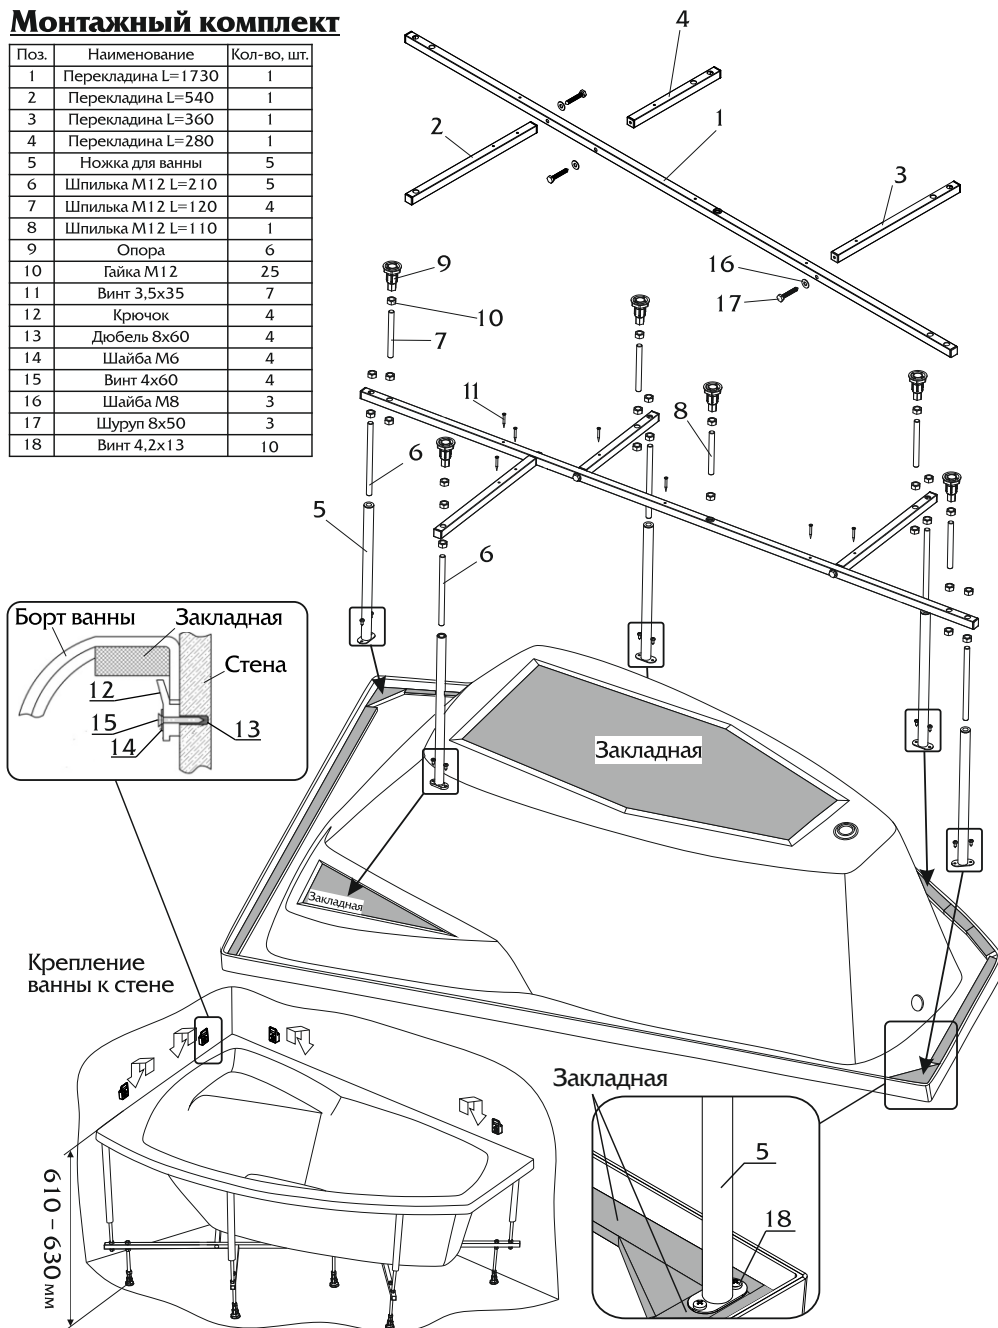 Монтажный комплект
Поз. Наименование Кол-во, шт.
1 Перекладина L=1730 1
2 Перекладина L=540 1
3 Перекладина L=360 1
4 Перекладина L=280 1
5 Ножка для ванны 5
6 Шпилька М12 L=210 5
7 Шпилька М12 L=120 4
8 Шпилька М12 L=110 1
9 Опора 6
10 Гайка М12 25
11 Винт 3,5х35 7
12 Крючок 4
13 Дюбель 8х60 4
14 Шайба М6 4
15 Винт 4х60 4
16 Шайба М8 3
17 Шуруп 8х50 3
18 Винт 4,2х13 10
4
2
1
3
9
16
17
10
7
11
8
6
5
6
Борт ванны
Закладная
Стена
12
15
14
13
Закладная
Закладная
Крепление
ванны к стене
610 – 630 мм
Закладная
5
18